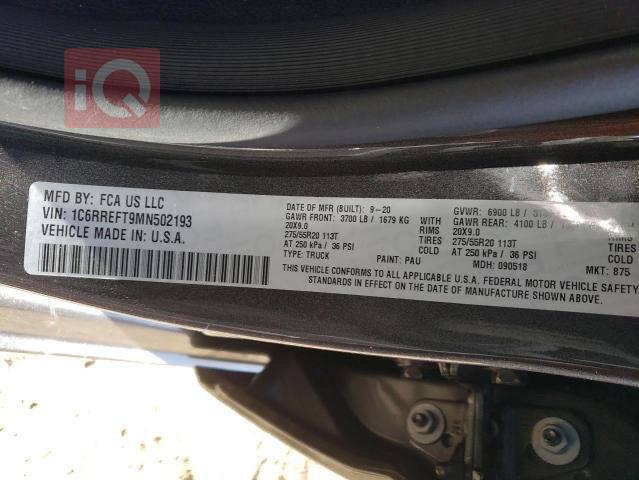 iQ
MFD BY: FCA US LLC
VIN: 1C6RREFT9MN502193
VEHICLE MADE IN: U.S.A.
DATE OF MFR (BUILT): 9-20
GAWR FRONT: 3700 LB / 1679 KG WITH
20X9.0 RIMS
275/55R20 113T TIRES
AT 250 kPa / 36 PSI COLD
TYPE: TRUCK PAINT: PAU
GVWR: 6900 LB /
GAWR REAR: 4100 LB /
20X9.0 RIMS
275/55R20 113T TIRES
AT 250 kPa / 36 PSI COLD
MDH: 090518 MKT: 875
THIS VEHICLE CONFORMS TO ALL APPLICABLE U.S.A. FEDERAL MOTOR VEHICLE SAFETY
STANDARDS IN EFFECT ON THE DATE OF MANUFACTURE SHOWN ABOVE.